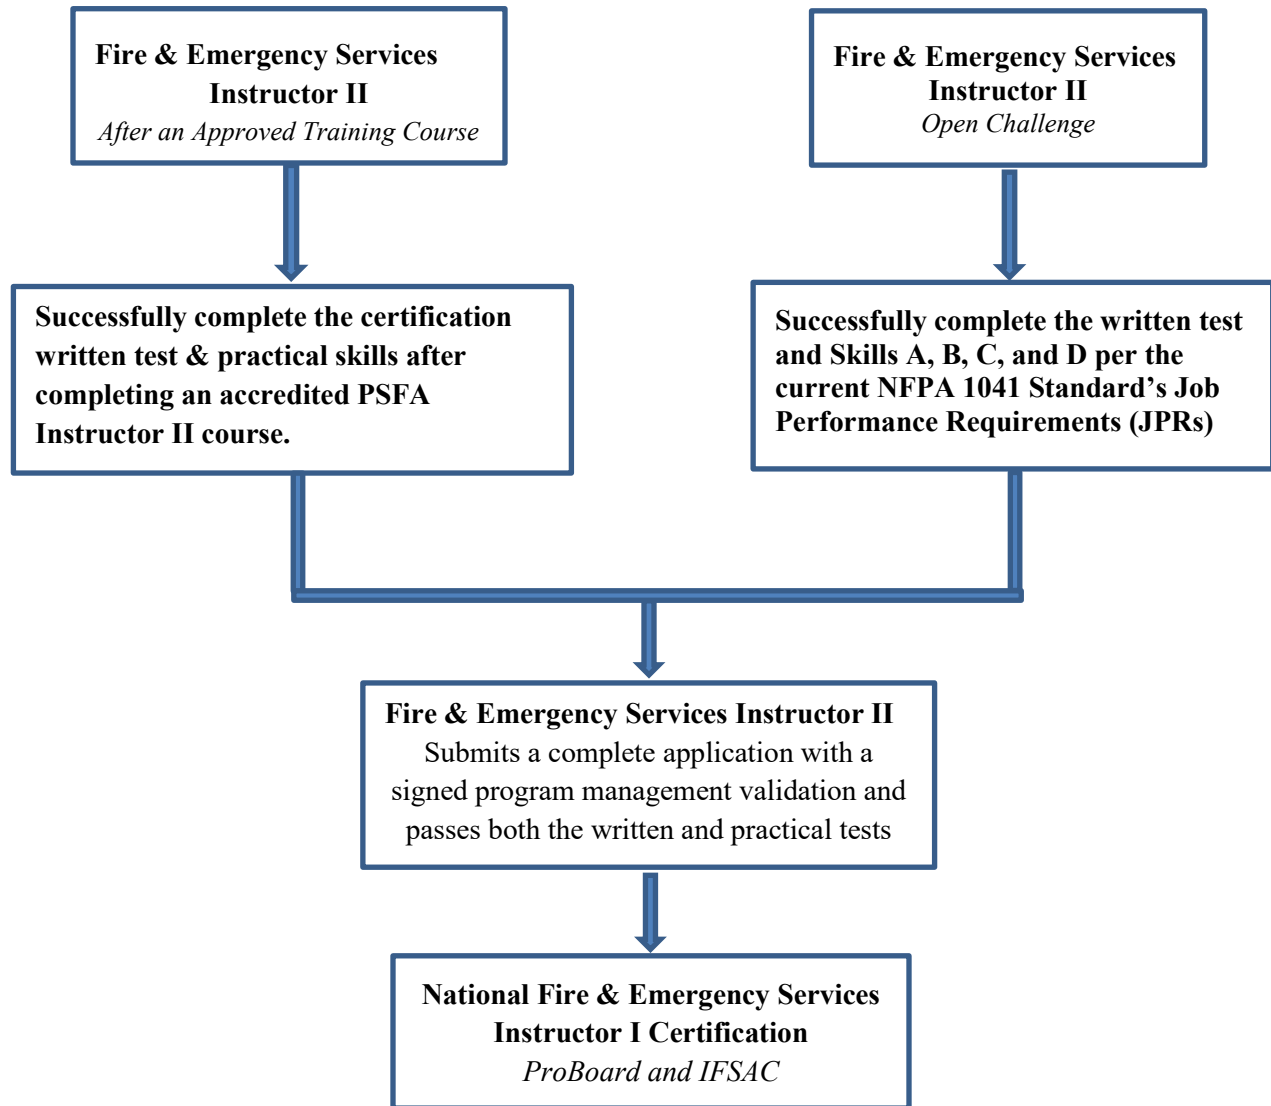 Fire & Emergency Services
Instructor II
After an Approved Training Course
Fire & Emergency Services
Instructor II
Open Challenge
Successfully complete the certification
written test & practical skills after
completing an accredited PSFA
Instructor II course.
Successfully complete the written test
and Skills A, B, C, and D per the
current NFPA 1041 Standard’s Job
Performance Requirements (JPRs)
Fire & Emergency Services Instructor II
Submits a complete application with a
signed program management validation and
passes both the written and practical tests
National Fire & Emergency Services
Instructor I Certification
ProBoard and IFSAC